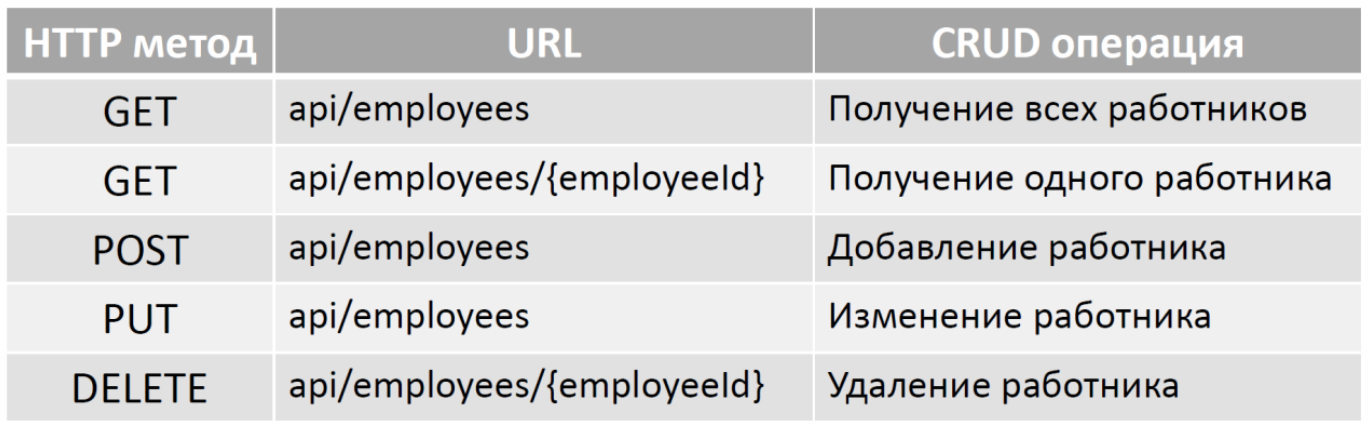 HTTP метод URL CRUD операция
GET api/employees Получение всех работников
GET api/employees/{employeeId} Получение одного работника
POST api/employees Добавление работника
PUT api/employees Изменение работника
DELETE api/employees/{employeeId} Удаление работника